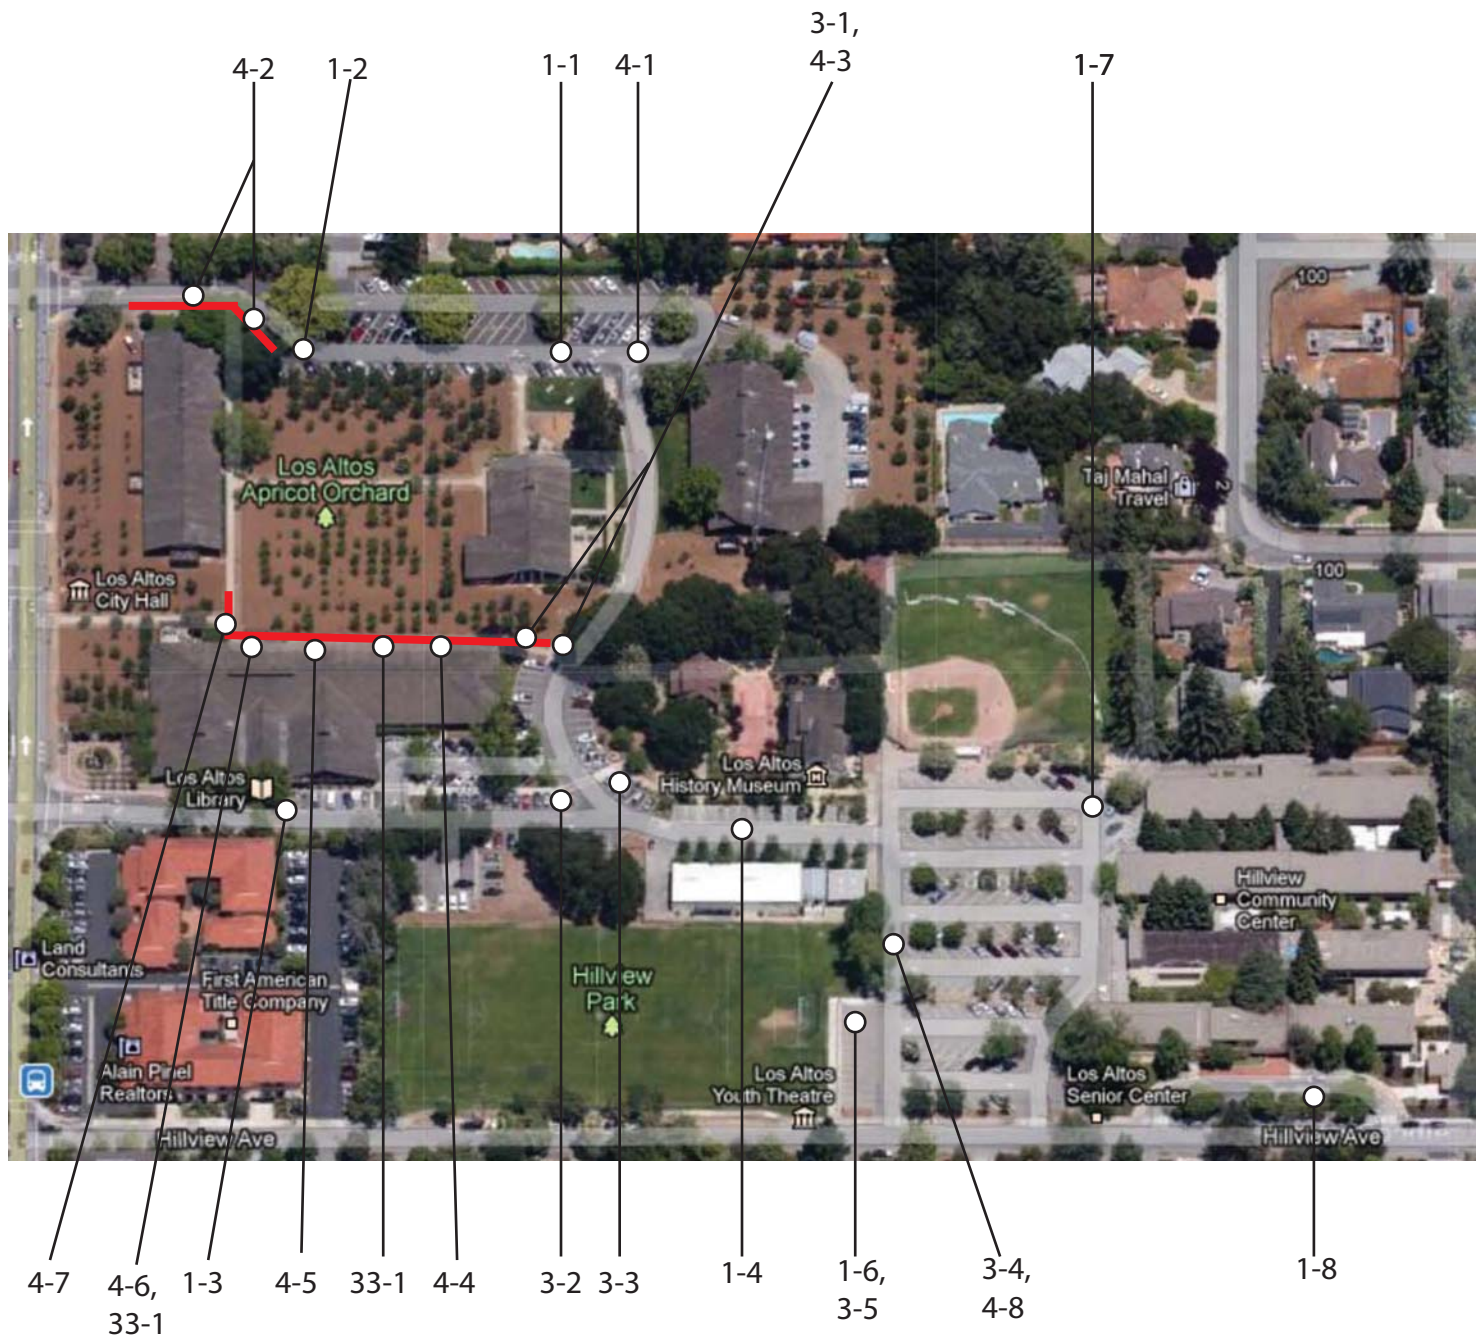 3-1,
4-3
4-2
1-2
1-1
4-1
1-7
100
Los Altos
Apricot Orchard
Taj Mahal
Travel
2
Los Altos
City Hall
100
Los Altos
History Museum
Los Altos
Library
Hillview
Community
Center
Land
Consultants
First American
Title Company
Hillview
Park
Alain Pinel
Realtors
Los Altos
Youth Theatre
Los Altos
Senior Center
Hillview Ave
Hillview Ave
4-7
4-6,
33-1
1-3
4-5
33-1
4-4
3-2
3-3
1-4
1-6,
3-5
3-4,
4-8
1-8